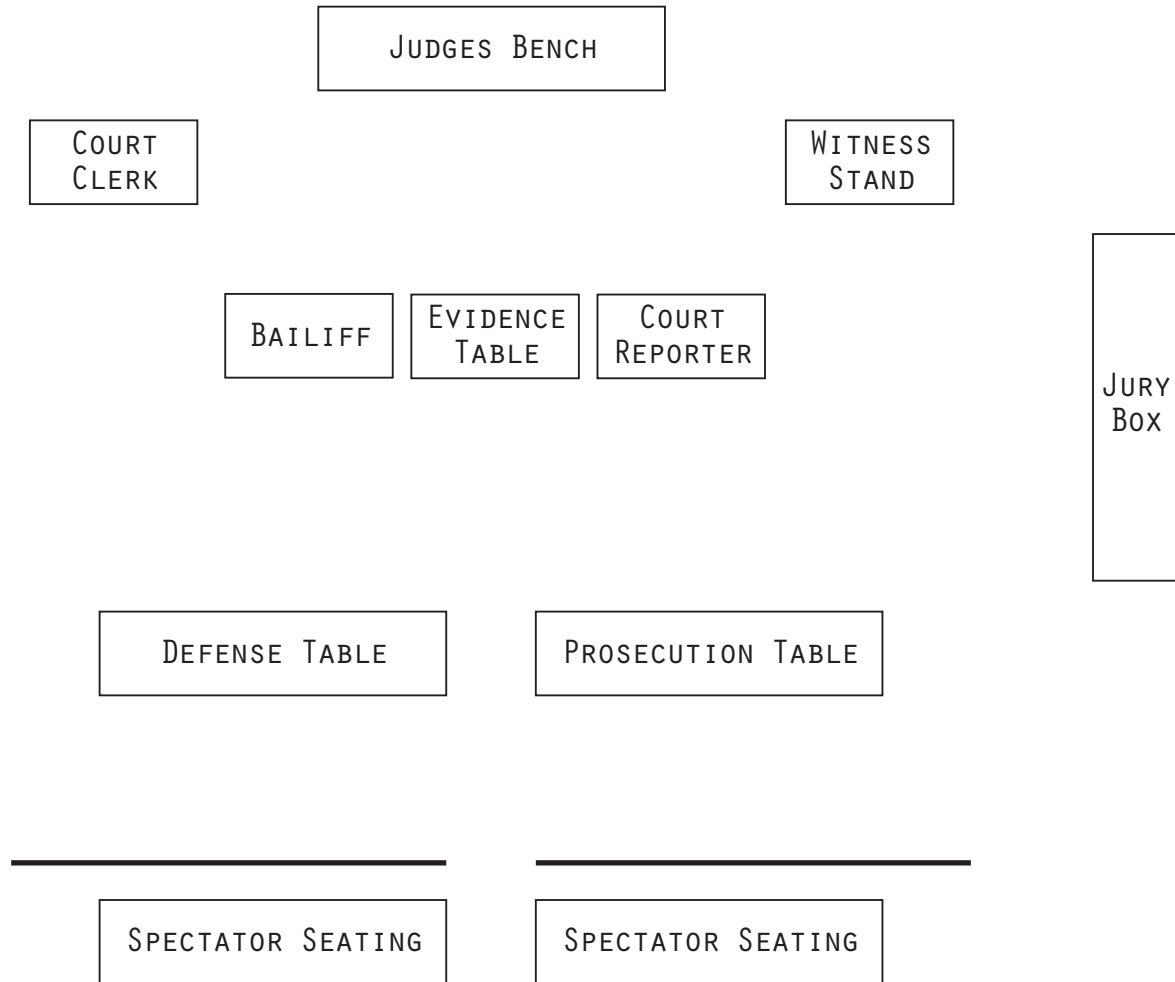 Judges Bench
Court
Clerk
Witness
Stand
Bailiff
Evidence
Table
Court
Reporter
Jury
Box
Defense Table
Prosecution Table
Spectator Seating
Spectator Seating